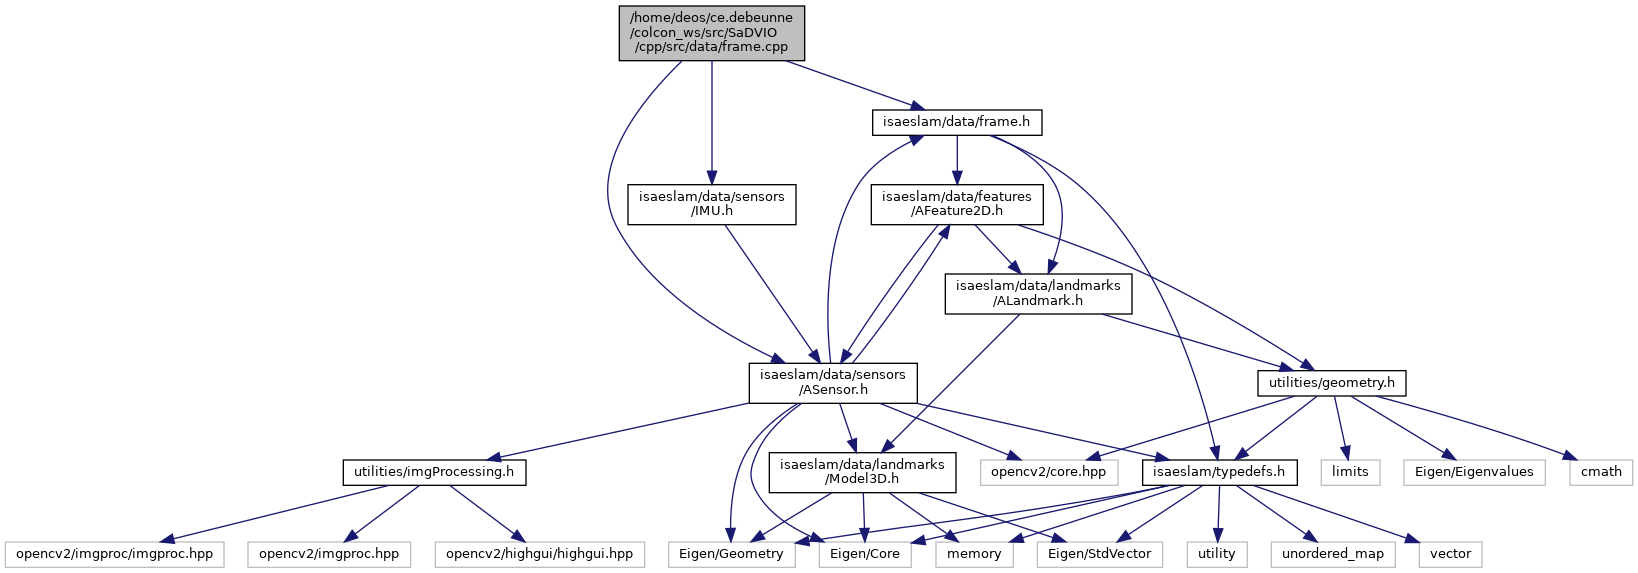 /home/deos/ce.debeunne
/colcon_ws/src/SaDVIO
/cpp/src/data/frame.cpp
isaeslam/data/frame.h
isaeslam/data/sensors
/IMU.h
isaeslam/data/features
/AFeature2D.h
isaeslam/data/landmarks
/ALandmark.h
isaeslam/data/sensors
/ASensor.h
utilities/geometry.h
utilities/imgProcessing.h
isaeslam/data/landmarks
/Model3D.h
opencv2/core.hpp
isaeslam/typedefs.h
limits
Eigen/Eigenvalues
cmath
opencv2/imgproc/imgproc.hpp
opencv2/imgproc.hpp
opencv2/highgui/highgui.hpp
Eigen/Geometry
Eigen/Core
memory
Eigen/StdVector
utility
unordered_map
vector